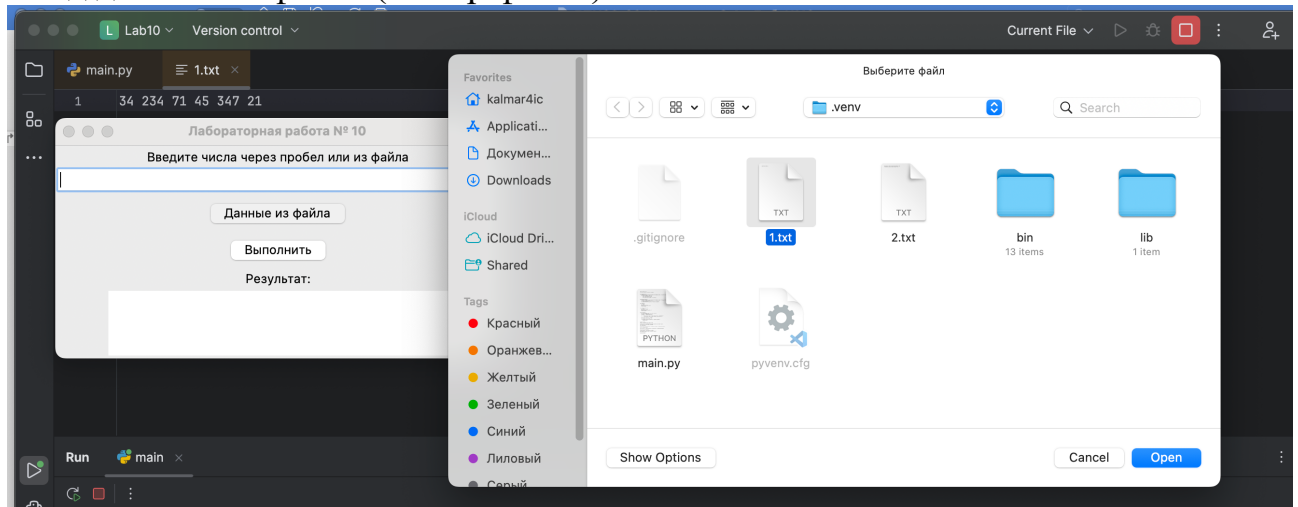 Lab10
Version control
Current File
main.py
1.txt
1 34 234 71 45 347 21
Лабораторная работа № 10
Введите числа через пробел или из файла
Данные из файла
Выполнить
Результат:
Выберите файл
Favorites
kalmar4ic
Applicati...
Докумен...
Downloads
iCloud
iCloud Dri...
Shared
Tags
Красный
Оранжев...
Желтый
Зеленый
Синий
Лиловый
Серый
.venv
Search
.gitignore
TXT
1.txt
TXT
2.txt
bin
13 items
lib
1 item
PYTHON
main.py
pyvenv.cfg
Show Options
Cancel
Open
Run
main